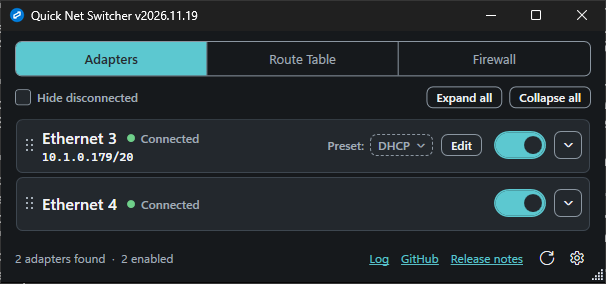 Quick Net Switcher v2026.11.19
Adapters Route Table Firewall
Hide disconnected Expand all Collapse all
Ethernet 3 Connected Preset: DHCP Edit
10.1.0.179/20
Ethernet 4 Connected
2 adapters found · 2 enabled Log GitHub Release notes